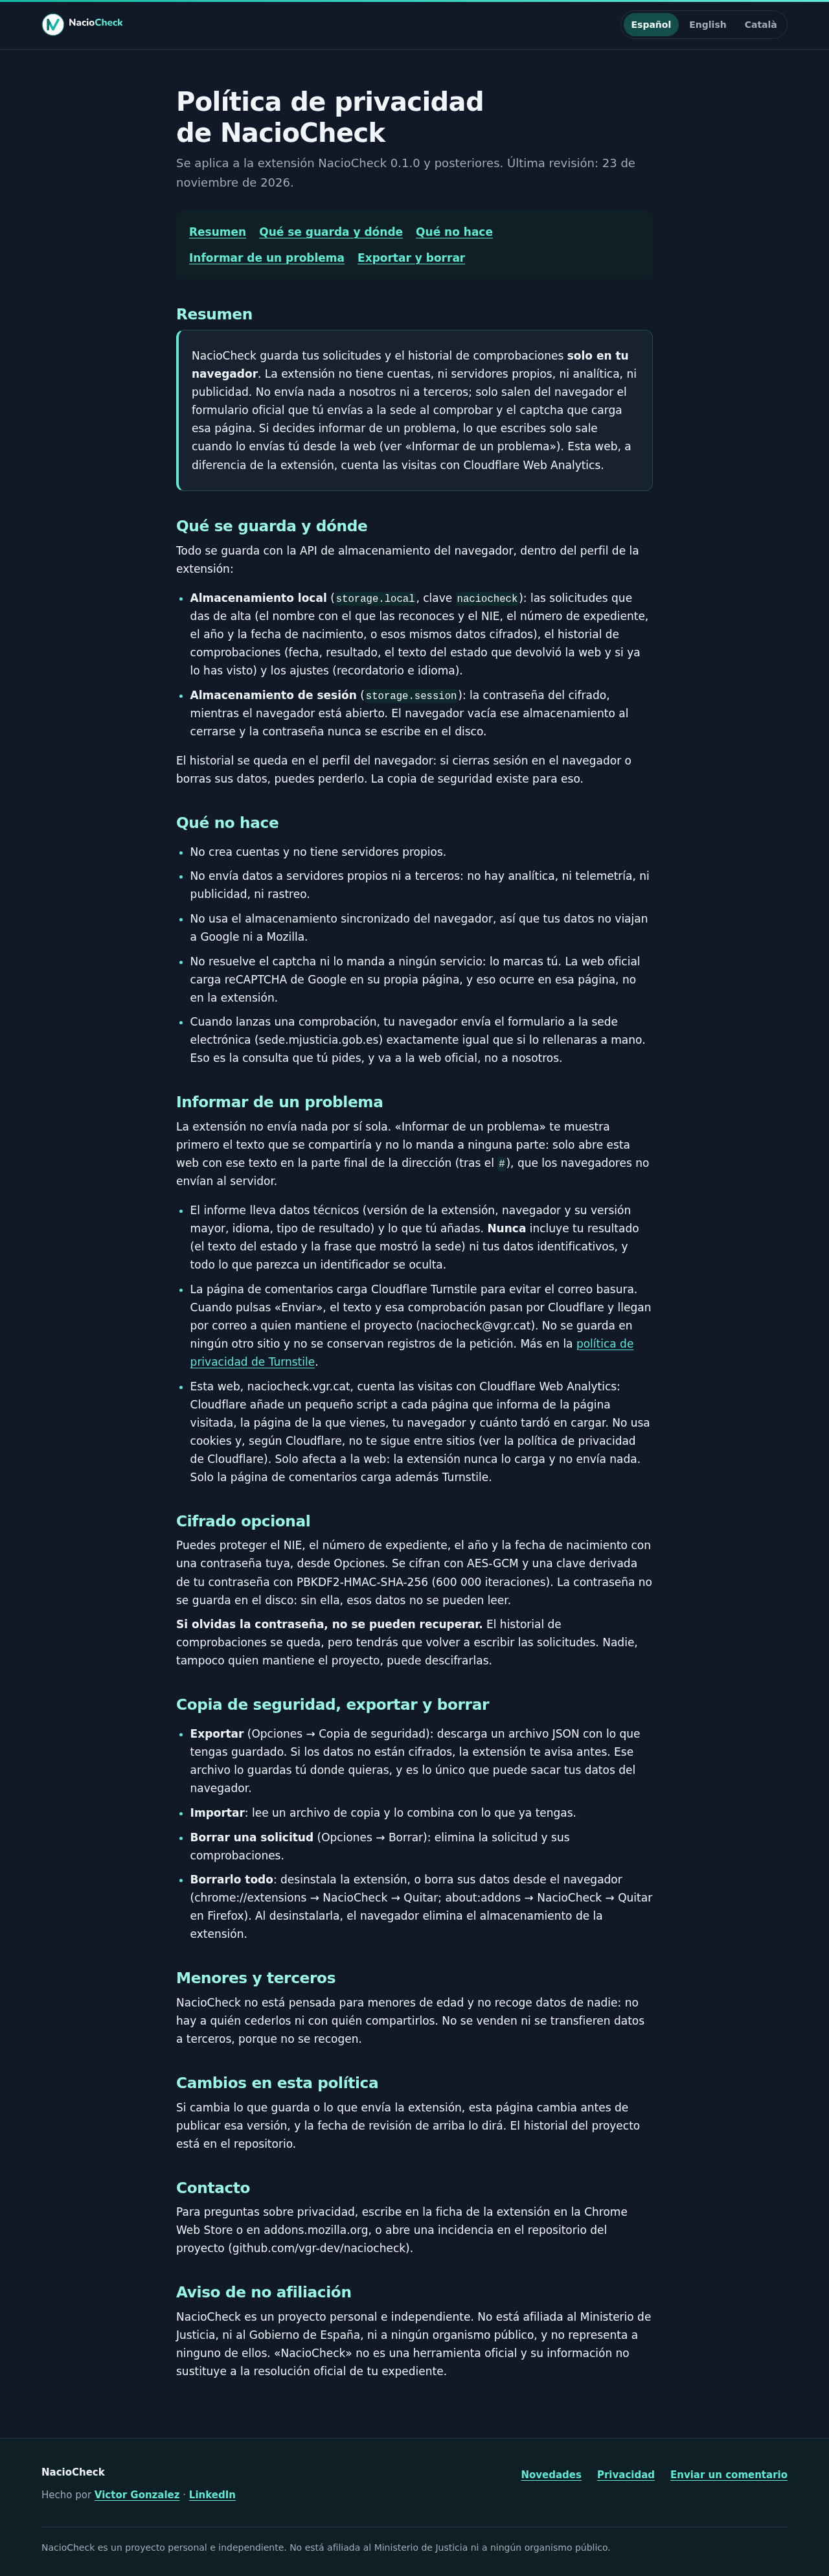 NacioCheck
Español English Català
Política de privacidad
de NacioCheck
Se aplica a la extensión NacioCheck 0.1.0 y posteriores. Última revisión: 23 de
noviembre de 2026.
Resumen Qué se guarda y dónde Qué no hace
Informar de un problema Exportar y borrar
Resumen
NacioCheck guarda tus solicitudes y el historial de comprobaciones solo en tu
navegador. La extensión no tiene cuentas, ni servidores propios, ni analítica, ni
publicidad. No envía nada a nosotros ni a terceros; solo salen del navegador el
formulario oficial que tú envías a la sede al comprobar y el captcha que carga
esa página. Si decides informar de un problema, lo que escribes solo sale
cuando lo envías tú desde la web (ver «Informar de un problema»). Esta web, a
diferencia de la extensión, cuenta las visitas con Cloudflare Web Analytics.
Qué se guarda y dónde
Todo se guarda con la API de almacenamiento del navegador, dentro del perfil de la
extensión:
• Almacenamiento local (storage.local, clave naciocheck): las solicitudes que
das de alta (el nombre con el que las reconoces y el NIE, el número de expediente,
el año y la fecha de nacimiento, o esos mismos datos cifrados), el historial de
comprobaciones (fecha, resultado, el texto del estado que devolvió la web y si ya
lo has visto) y los ajustes (recordatorio e idioma).
• Almacenamiento de sesión (storage.session): la contraseña del cifrado,
mientras el navegador está abierto. El navegador vacía ese almacenamiento al
cerrarse y la contraseña nunca se escribe en el disco.
El historial se queda en el perfil del navegador: si cierras sesión en el navegador o
borras sus datos, puedes perderlo. La copia de seguridad existe para eso.
Qué no hace
• No crea cuentas y no tiene servidores propios.
• No envía datos a servidores propios ni a terceros: no hay analítica, ni telemetría, ni
publicidad, ni rastreo.
• No usa el almacenamiento sincronizado del navegador, así que tus datos no viajan
a Google ni a Mozilla.
• No resuelve el captcha ni lo manda a ningún servicio: lo marcas tú. La web oficial
carga reCAPTCHA de Google en su propia página, y eso ocurre en esa página, no
en la extensión.
• Cuando lanzas una comprobación, tu navegador envía el formulario a la sede
electrónica (sede.mjusticia.gob.es) exactamente igual que si lo rellenaras a mano.
Eso es la consulta que tú pides, y va a la web oficial, no a nosotros.
Informar de un problema
La extensión no envía nada por sí sola. «Informar de un problema» te muestra
primero el texto que se compartiría y no lo manda a ninguna parte: solo abre esta
web con ese texto en la parte final de la dirección (tras el #), que los navegadores no
envían al servidor.
• El informe lleva datos técnicos (versión de la extensión, navegador y su versión
mayor, idioma, tipo de resultado) y lo que tú añadas. Nunca incluye tu resultado
(el texto del estado y la frase que mostró la sede) ni tus datos identificativos, y
todo lo que parezca un identificador se oculta.
• La página de comentarios carga Cloudflare Turnstile para evitar el correo basura.
Cuando pulsas «Enviar», el texto y esa comprobación pasan por Cloudflare y llegan
por correo a quien mantiene el proyecto (naciocheck@vgr.cat). No se guarda en
ningún otro sitio y no se conservan registros de la petición. Más en la política de
privacidad de Turnstile.
• Esta web, naciocheck.vgr.cat, cuenta las visitas con Cloudflare Web Analytics:
Cloudflare añade un pequeño script a cada página que informa de la página
visitada, la página de la que vienes, tu navegador y cuánto tardó en cargar. No usa
cookies y, según Cloudflare, no te sigue entre sitios (ver la política de privacidad
de Cloudflare). Solo afecta a la web: la extensión nunca lo carga y no envía nada.
Solo la página de comentarios carga además Turnstile.
Cifrado opcional
Puedes proteger el NIE, el número de expediente, el año y la fecha de nacimiento con
una contraseña tuya, desde Opciones. Se cifran con AES-GCM y una clave derivada
de tu contraseña con PBKDF2-HMAC-SHA-256 (600 000 iteraciones). La contraseña no
se guarda en el disco: sin ella, esos datos no se pueden leer.
Si olvidas la contraseña, no se pueden recuperar. El historial de
comprobaciones se queda, pero tendrás que volver a escribir las solicitudes. Nadie,
tampoco quien mantiene el proyecto, puede descifrarlas.
Copia de seguridad, exportar y borrar
• Exportar (Opciones → Copia de seguridad): descarga un archivo JSON con lo que
tengas guardado. Si los datos no están cifrados, la extensión te avisa antes. Ese
archivo lo guardas tú donde quieras, y es lo único que puede sacar tus datos del
navegador.
• Importar: lee un archivo de copia y lo combina con lo que ya tengas.
• Borrar una solicitud (Opciones → Borrar): elimina la solicitud y sus
comprobaciones.
• Borrarlo todo: desinstala la extensión, o borra sus datos desde el navegador
(chrome://extensions → NacioCheck → Quitar; about:addons → NacioCheck → Quitar
en Firefox). Al desinstalarla, el navegador elimina el almacenamiento de la
extensión.
Menores y terceros
NacioCheck no está pensada para menores de edad y no recoge datos de nadie: no
hay a quién cederlos ni con quién compartirlos. No se venden ni se transfieren datos
a terceros, porque no se recogen.
Cambios en esta política
Si cambia lo que guarda o lo que envía la extensión, esta página cambia antes de
publicar esa versión, y la fecha de revisión de arriba lo dirá. El historial del proyecto
está en el repositorio.
Contacto
Para preguntas sobre privacidad, escribe en la ficha de la extensión en la Chrome
Web Store o en addons.mozilla.org, o abre una incidencia en el repositorio del
proyecto (github.com/vgr-dev/naciocheck).
Aviso de no afiliación
NacioCheck es un proyecto personal e independiente. No está afiliada al Ministerio de
Justicia, ni al Gobierno de España, ni a ningún organismo público, y no representa a
ninguno de ellos. «NacioCheck» no es una herramienta oficial y su información no
sustituye a la resolución oficial de tu expediente.
NacioCheck
Novedades Privacidad Enviar un comentario
Hecho por Victor Gonzalez · LinkedIn
NacioCheck es un proyecto personal e independiente. No está afiliada al Ministerio de Justicia ni a ningún organismo público.